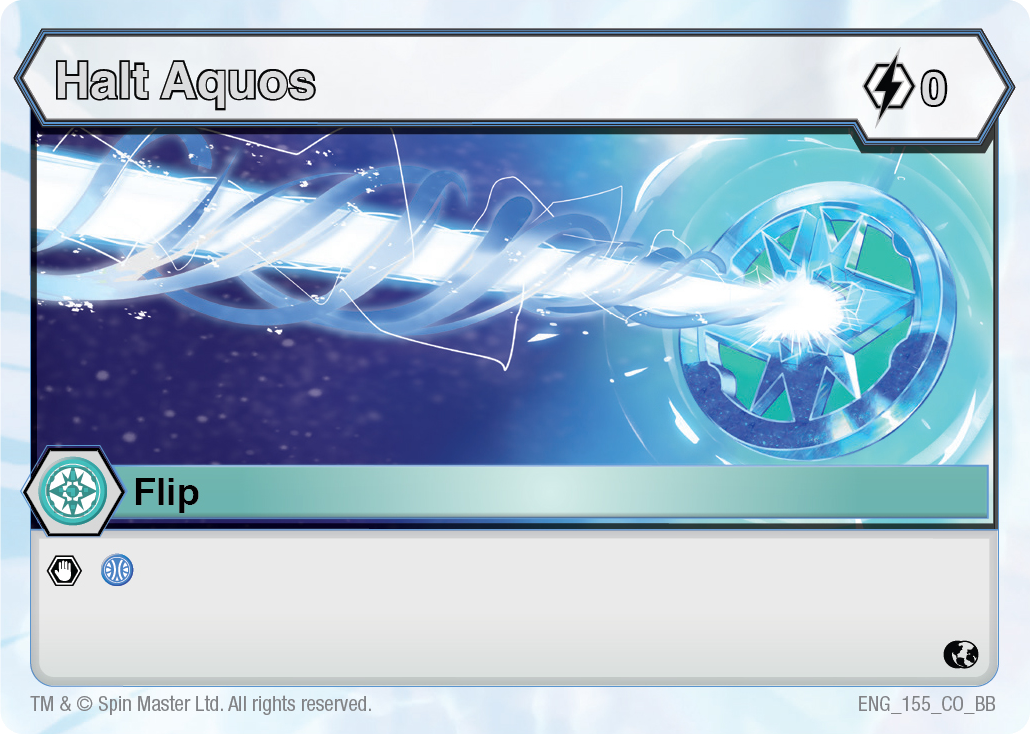 Halt Aquos
0
Flip
TM & © Spin Master Ltd. All rights reserved.
ENG_155_CO_BB